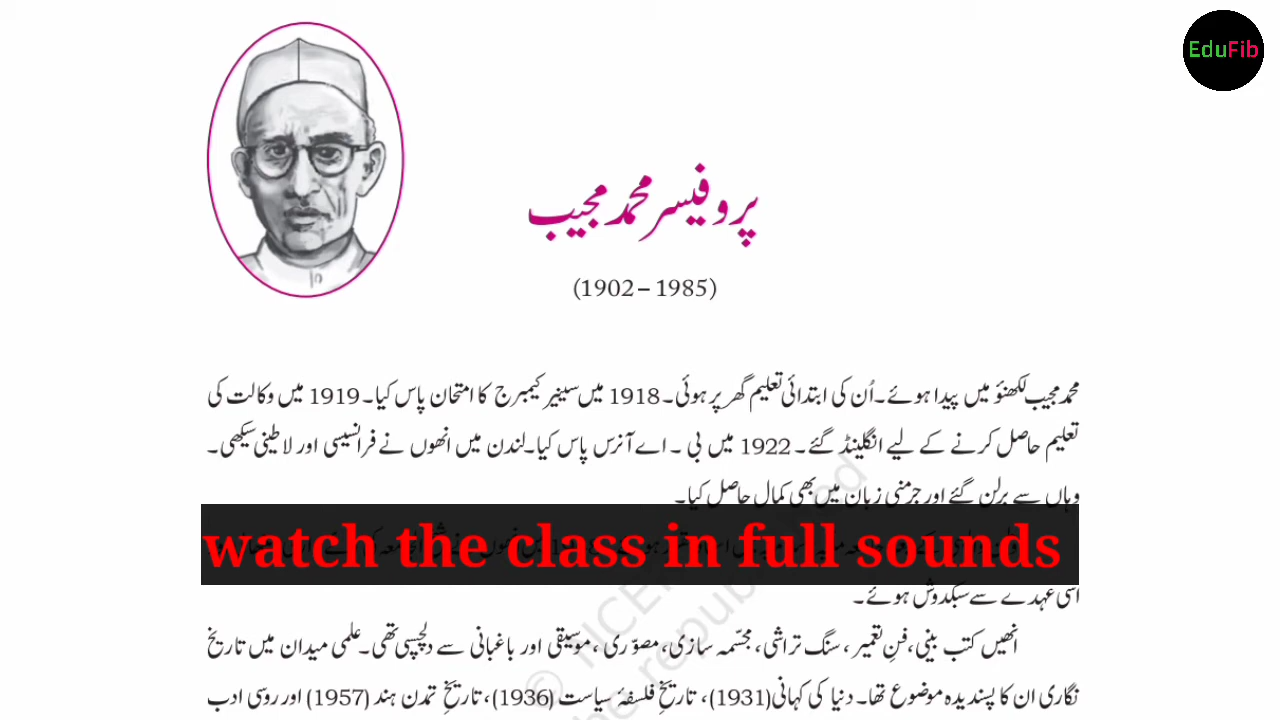 EduFib
پروفیسر محمد مجیب
(1902 – 1985)
محمد مجیب لکھنؤ میں پیدا ہوئے۔ اُن کی ابتدائی تعلیم گھر پر ہوئی۔ 1918 میں سینیر کیمبرج کا امتحان پاس کیا۔ 1919 میں وکالت کی
تعلیم حاصل کرنے کے لیے انگلینڈ گئے۔ 1922 میں بی ۔ اے آنرس پاس کیا۔ لندن میں انھوں نے فرانسیسی اور لاطینی سیکھی۔
وہاں سے برلن گئے اور جرمنی زبان میں بھی کمال حاصل کیا۔
watch the class in full sounds
اسی عہدے سے سبکدوش ہوئے۔
انھیں کتب بینی، فنِ تعمیر ، سنگ تراشی، مجسّمہ سازی، مصوّری ، موسیقی اور باغبانی سے دلچسپی تھی۔ علمی میدان میں تاریخ
نگاری ان کا پسندیدہ موضوع تھا۔ دنیا کی کہانی (1931)، تاریخِ فلسفۂ سیاست (1936)، تاریخِ تمدن ہند (1957) اور روسی ادب